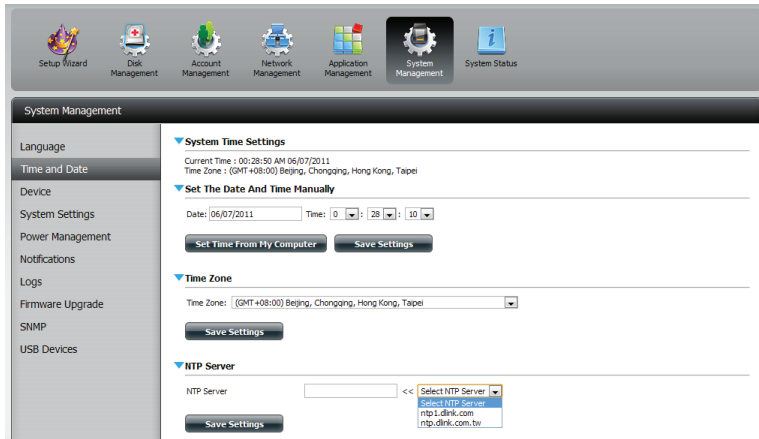 Setup Wizard
Disk Management
Account Management
Network Management
Application Management
System Management
System Status
System Management
Language
Time and Date
Device
System Settings
Power Management
Notifications
Logs
Firmware Upgrade
SNMP
USB Devices
System Time Settings
Current Time : 00:28:50 AM 06/07/2011
Time Zone : (GMT+08:00) Beijing, Chongqing, Hong Kong, Taipei
Set The Date And Time Manually
Date: 06/07/2011 Time: 0 : 28 : 10
Set Time From My Computer Save Settings
Time Zone
Time Zone: (GMT+08:00) Beijing, Chongqing, Hong Kong, Taipei
Save Settings
NTP Server
NTP Server << Select NTP Server
Select NTP Server
ntp1.dlink.com
ntp.dlink.com.tw
Save Settings